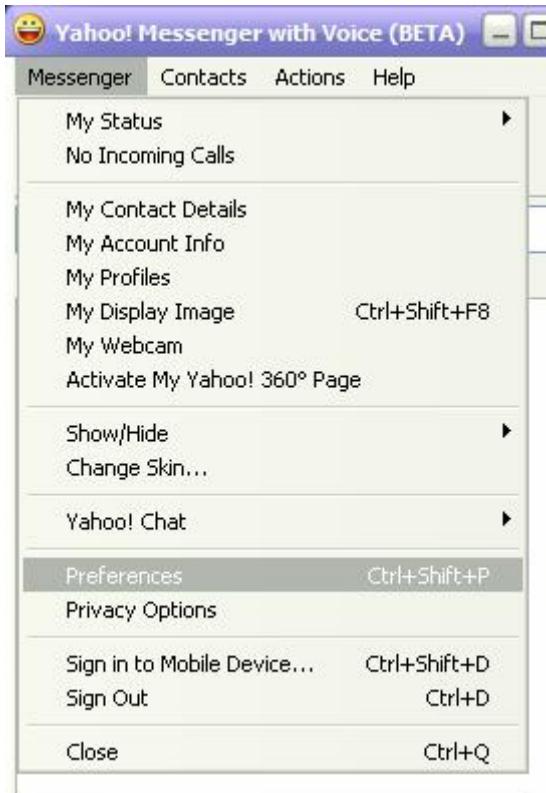 Yahoo! Messenger with Voice (BETA)
Messenger Contacts Actions Help
My Status
No Incoming Calls
My Contact Details
My Account Info
My Profiles
My Display Image Ctrl+Shift+F8
My Webcam
Activate My Yahoo! 360° Page
Show/Hide
Change Skin...
Yahoo! Chat
Preferences Ctrl+Shift+P
Privacy Options
Sign in to Mobile Device... Ctrl+Shift+D
Sign Out Ctrl+D
Close Ctrl+Q